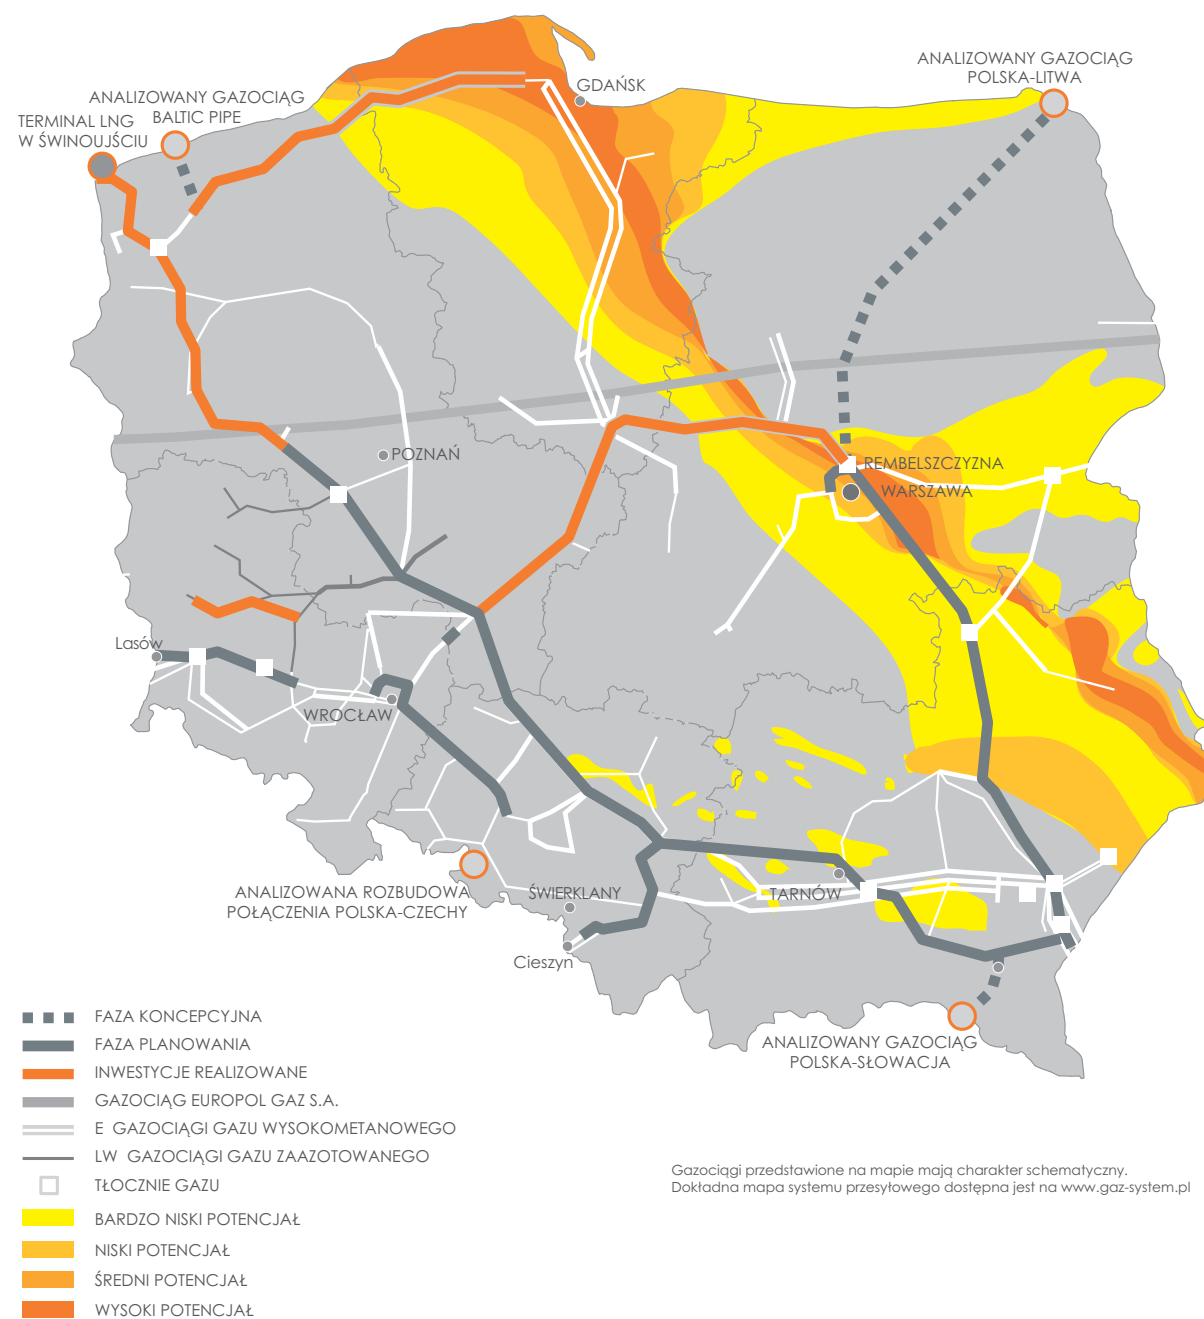 ANALIZOWANY GAZOCIĄG
POLSKA-LITWA
GDAŃSK
ANALIZOWANY GAZOCIĄG
BALTIC PIPE
TERMINAL LNG
W ŚWINOUJŚCIU
POZNAŃ
REMBELSZCZYZNA
WARSZAWA
Lasów
WROCŁAW
ANALIZOWANA ROZBUDOWA
POŁĄCZENIA POLSKA-CZECHY
ŚWIERKLANY
TARNÓW
Cieszyn
ANALIZOWANY GAZOCIĄG
POLSKA-SŁOWACJA
FAZA KONCEPCYJNA
FAZA PLANOWANIA
INWESTYCJE REALIZOWANE
GAZOCIĄG EUROPOL GAZ S.A.
E GAZOCIĄGI GAZU WYSOKOMETANOWEGO
LW GAZOCIĄGI GAZU ZAAZOTOWANEGO
TŁOCZNIE GAZU
BARDZO NISKI POTENCJAŁ
NISKI POTENCJAŁ
ŚREDNI POTENCJAŁ
WYSOKI POTENCJAŁ
Gazociągi przedstawione na mapie mają charakter schematyczny.
Dokładna mapa systemu przesyłowego dostępna jest na www.gaz-system.pl